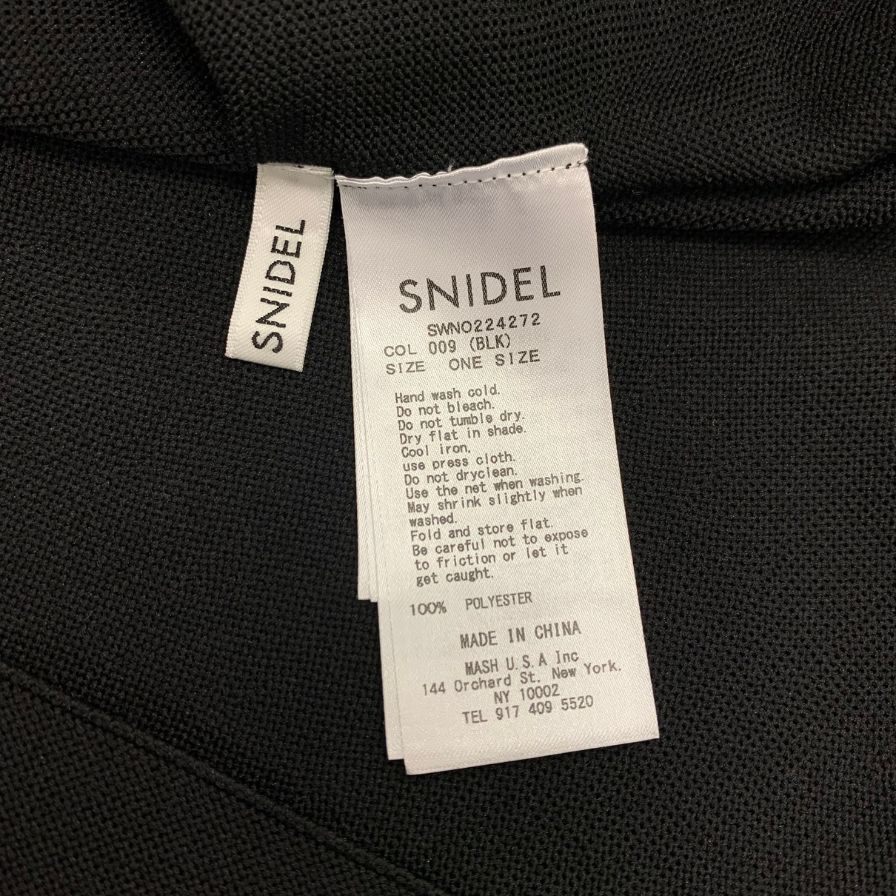 SNIDEL
SNIDEL
SWNO224272
COL 009 (BLK)
SIZE ONE SIZE
Hand wash cold.
Do not bleach.
Do not tumble dry.
Dry flat in shade.
Cool iron,
use press cloth.
Do not dryclean.
Use the net when washing.
May shrink slightly when
washed.
Fold and store flat.
Be careful not to expose
to friction or let it
get caught.
100% POLYESTER
MADE IN CHINA
MASH U.S.A Inc
144 Orchard St. New York.
NY 10002
TEL 917 409 5520